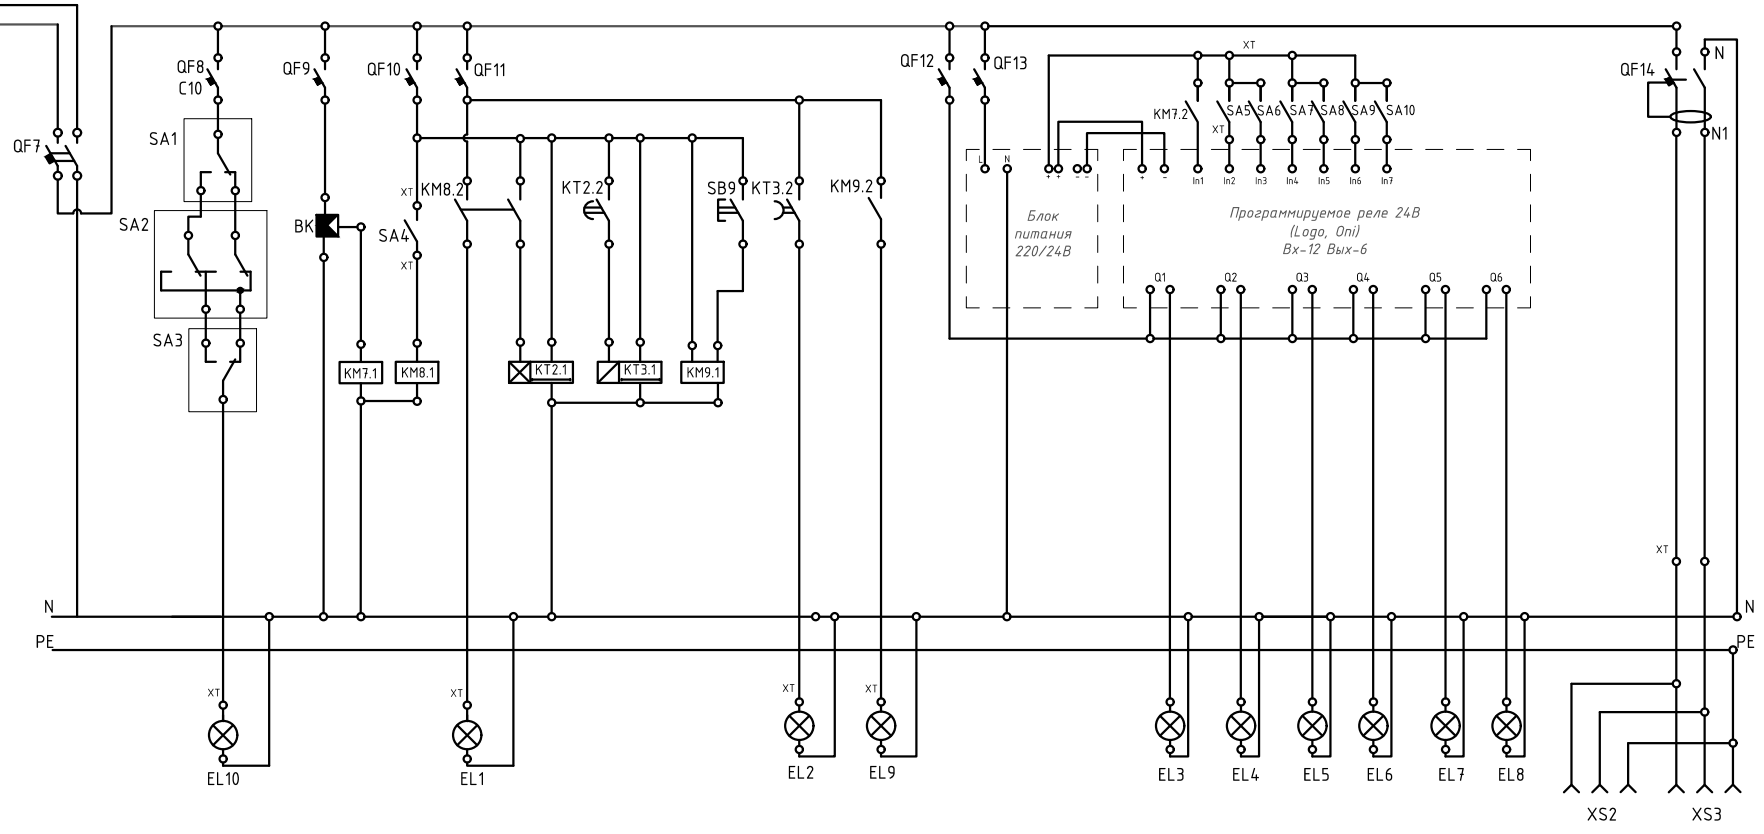 QF7
QF8
C10
QF9
QF10
QF11
QF12
QF13
QF14
N
N1
SA1
SA2
SA3
BK
SA4
XT
XT
KM8.2
KT2.2
SB9
KT3.2
KM9.2
KM7.1
KM8.1
KT2.1
KT3.1
KM9.1
XT
KM7.2
SA5
SA6
SA7
SA8
SA9
SA10
XT
L
N
+
+
-
-
+
-
In1
In2
In3
In4
In5
In6
In7
Блок
питания
220/24В
Программируемое реле 24В
(Logo, Oni)
Вх-12 Вых-6
Q1
Q2
Q3
Q4
Q5
Q6
XT
N
N
PE
PE
XT
XT
XT
XT
EL10
EL1
EL2
EL9
EL3
EL4
EL5
EL6
EL7
EL8
XS2
XS3